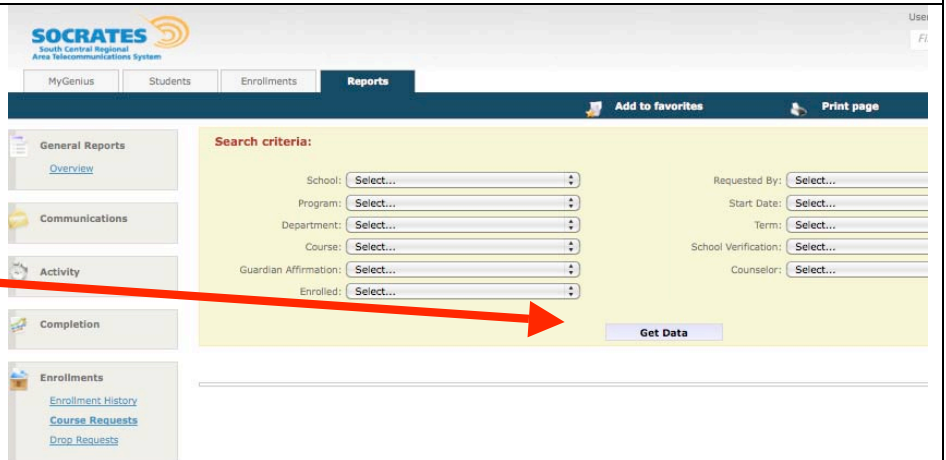 User
SOCRATES
South Central Regional
Area Telecommunications System
MyGenius Students Enrollments Reports
Add to favorites Print page
General Reports
Overview
Communications
Activity
Completion
Enrollments
Enrollment History
Course Requests
Drop Requests
Search criteria:
School: Select...
Program: Select...
Department: Select...
Course: Select...
Guardian Affirmation: Select...
Enrolled: Select...
Requested By: Select...
Start Date: Select...
Term: Select...
School Verification: Select...
Counselor: Select...
Get Data